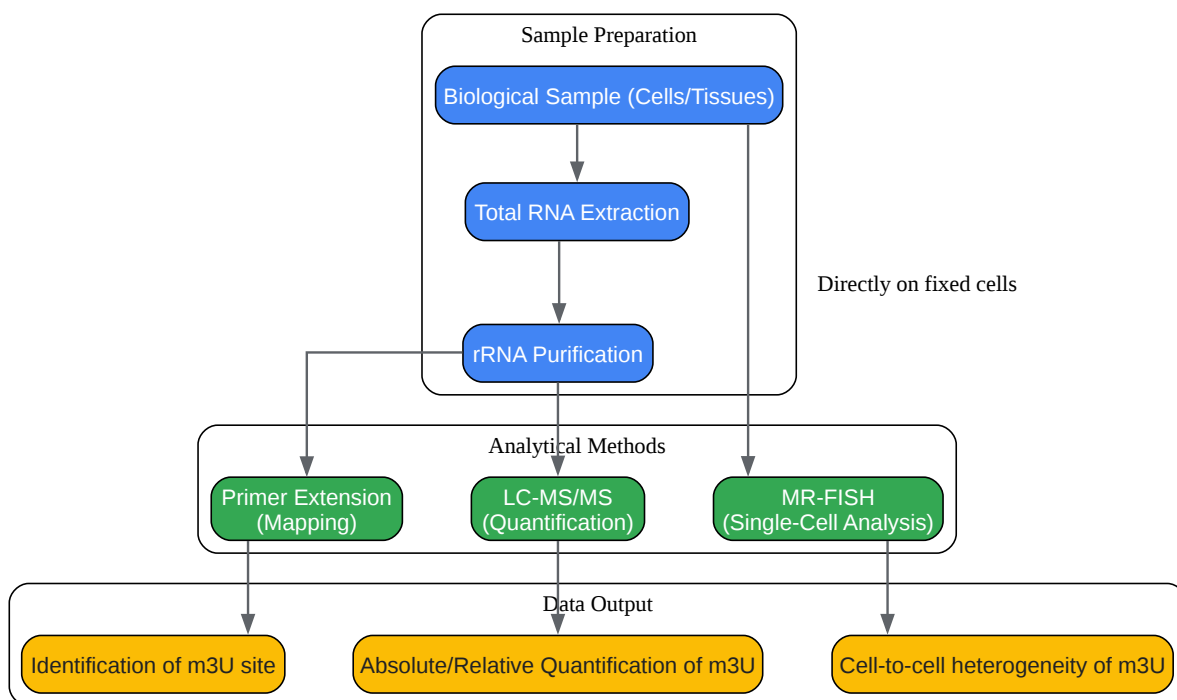 Sample Preparation
Biological Sample (Cells/Tissues)
Total RNA Extraction
Directly on fixed cells
rRNA Purification
Analytical Methods
Primer Extension
(Mapping)
LC-MS/MS
(Quantification)
MR-FISH
(Single-Cell Analysis)
Data Output
Identification of m3U site
Absolute/Relative Quantification of m3U
Cell-to-cell heterogeneity of m3U